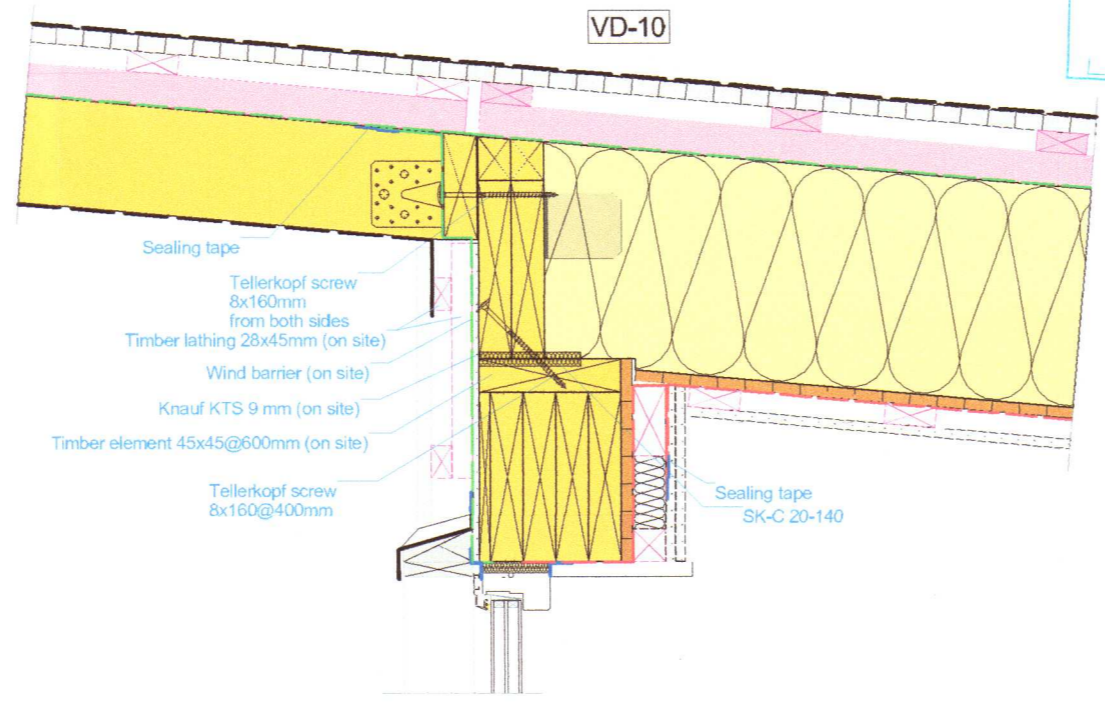 VD-10
Sealing tape
Tellerkopf screw
8x160mm
from both sides
Timber lathing 28x45mm (on site)
Wind barrier (on site)
Knauf KTS 9 mm (on site)
Timber element 45x45@600mm (on site)
Tellerkopf screw
8x160@400mm
Sealing tape
SK-C 20-140